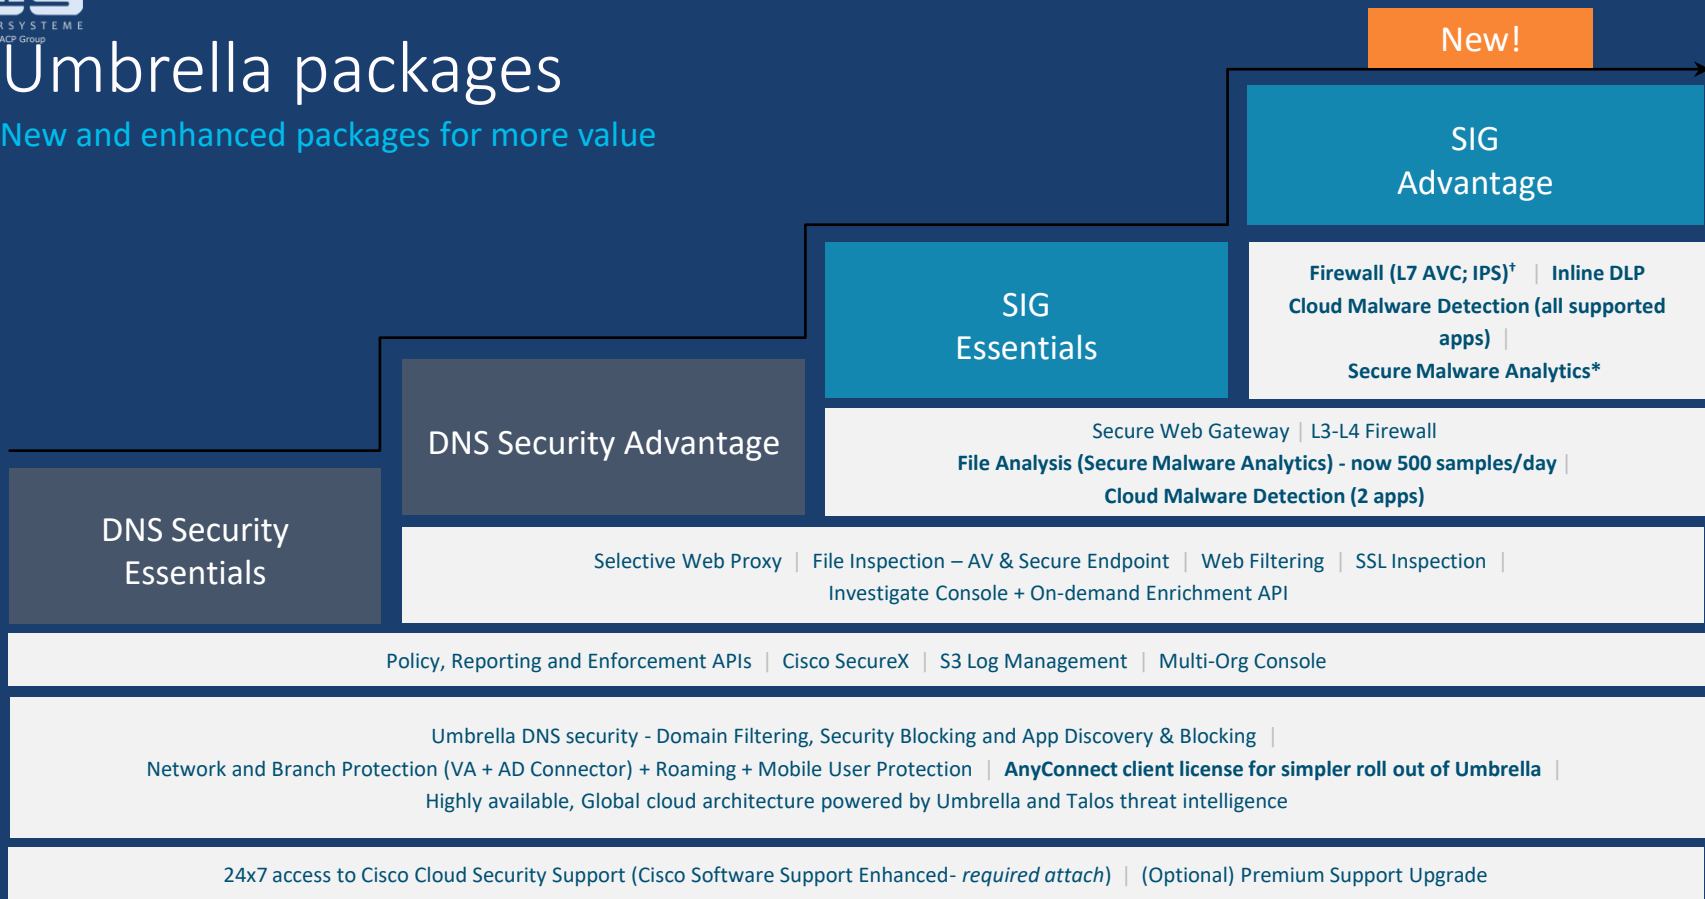 RSYSTEME
ACP Group
Umbrella packages
New and enhanced packages for more value
New!
SIG
Advantage
Firewall (L7 AVC; IPS)† | Inline DLP
Cloud Malware Detection (all supported
apps) |
Secure Malware Analytics*
SIG
Essentials
Secure Web Gateway | L3-L4 Firewall
File Analysis (Secure Malware Analytics) - now 500 samples/day |
Cloud Malware Detection (2 apps)
DNS Security Advantage
Selective Web Proxy | File Inspection – AV & Secure Endpoint | Web Filtering | SSL Inspection |
Investigate Console + On-demand Enrichment API
DNS Security
Essentials
Policy, Reporting and Enforcement APIs | Cisco SecureX | S3 Log Management | Multi-Org Console
Umbrella DNS security - Domain Filtering, Security Blocking and App Discovery & Blocking |
Network and Branch Protection (VA + AD Connector) + Roaming + Mobile User Protection | AnyConnect client license for simpler roll out of Umbrella |
Highly available, Global cloud architecture powered by Umbrella and Talos threat intelligence
24x7 access to Cisco Cloud Security Support (Cisco Software Support Enhanced- required attach) | (Optional) Premium Support Upgrade